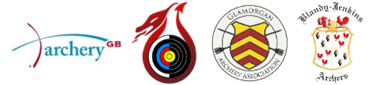 archery GB
GLAMORGAN
ARCHERY ASSOCIATION
Blandy-Jenkins
Archers